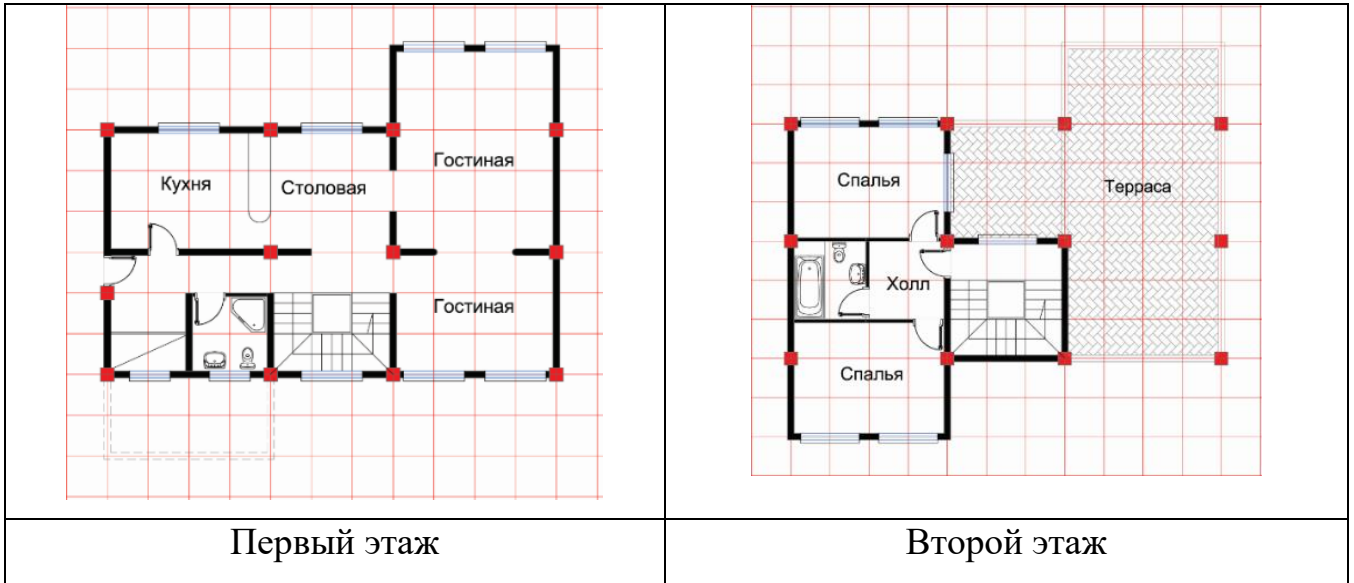 Кухня
Столовая
Гостиная
Гостиная
Спалья
Терраса
Холл
Спалья
Первый этаж
Второй этаж